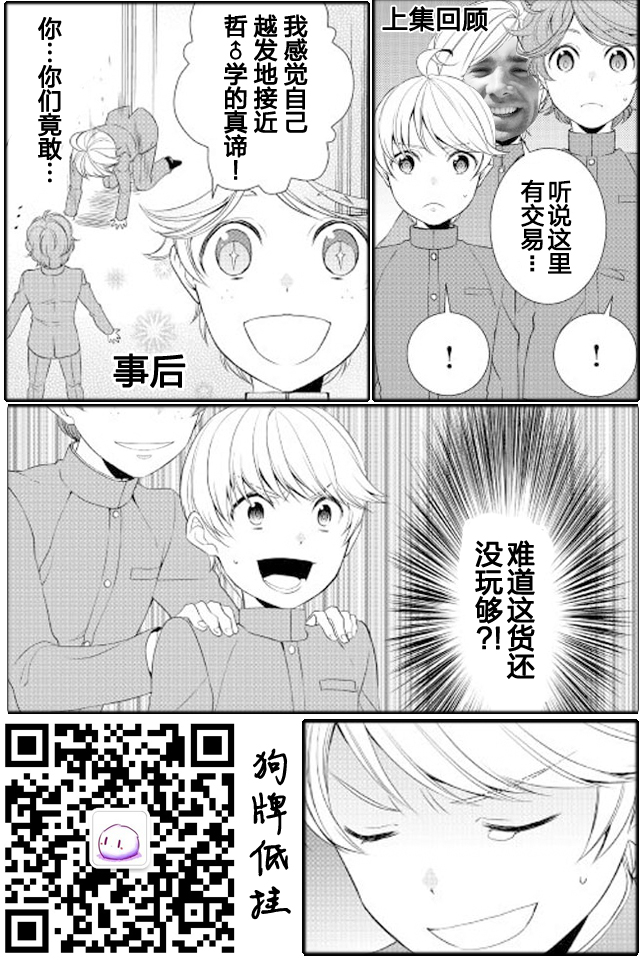 上集回顾
听说这里
有交易…
！
！
我感觉自己
越发地接近
哲♂学的真谛！
你…你们竟敢…
事后
难道这货还
没玩够?!
狗牌低挂